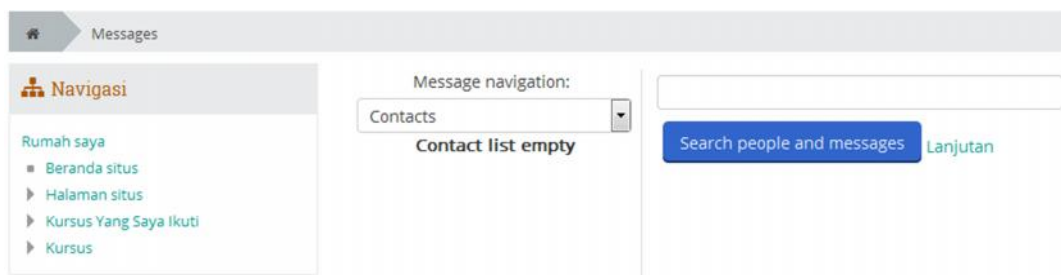 Messages
Navigasi
Rumah saya
Beranda situs
Halaman situs
Kursus Yang Saya Ikuti
Kursus
Message navigation:
Contacts
Contact list empty
Search people and messages Lanjutan